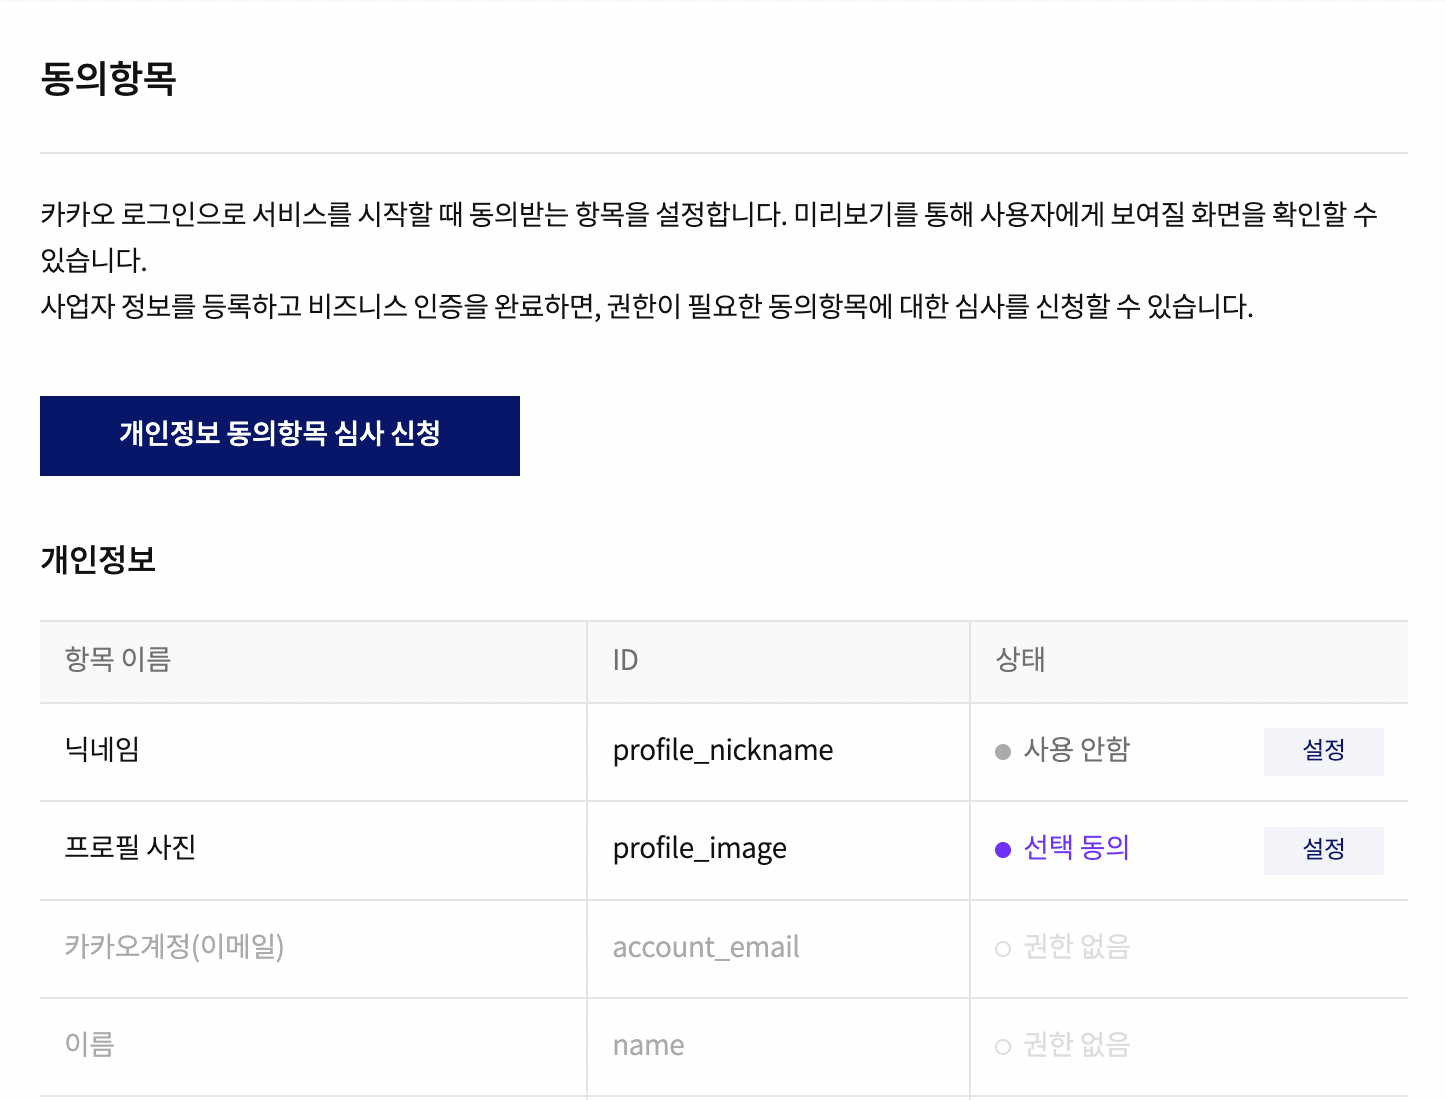 동의항목
카카오 로그인으로 서비스를 시작할 때 동의받는 항목을 설정합니다. 미리보기를 통해 사용자에게 보여질 화면을 확인할 수
있습니다.
사업자 정보를 등록하고 비즈니스 인증을 완료하면, 권한이 필요한 동의항목에 대한 심사를 신청할 수 있습니다.
개인정보 동의항목 심사 신청
개인정보
항목 이름 ID 상태
닉네임 profile_nickname 사용 안함 설정
프로필 사진 profile_image 선택 동의 설정
카카오계정(이메일) account_email 권한 없음
이름 name 권한 없음